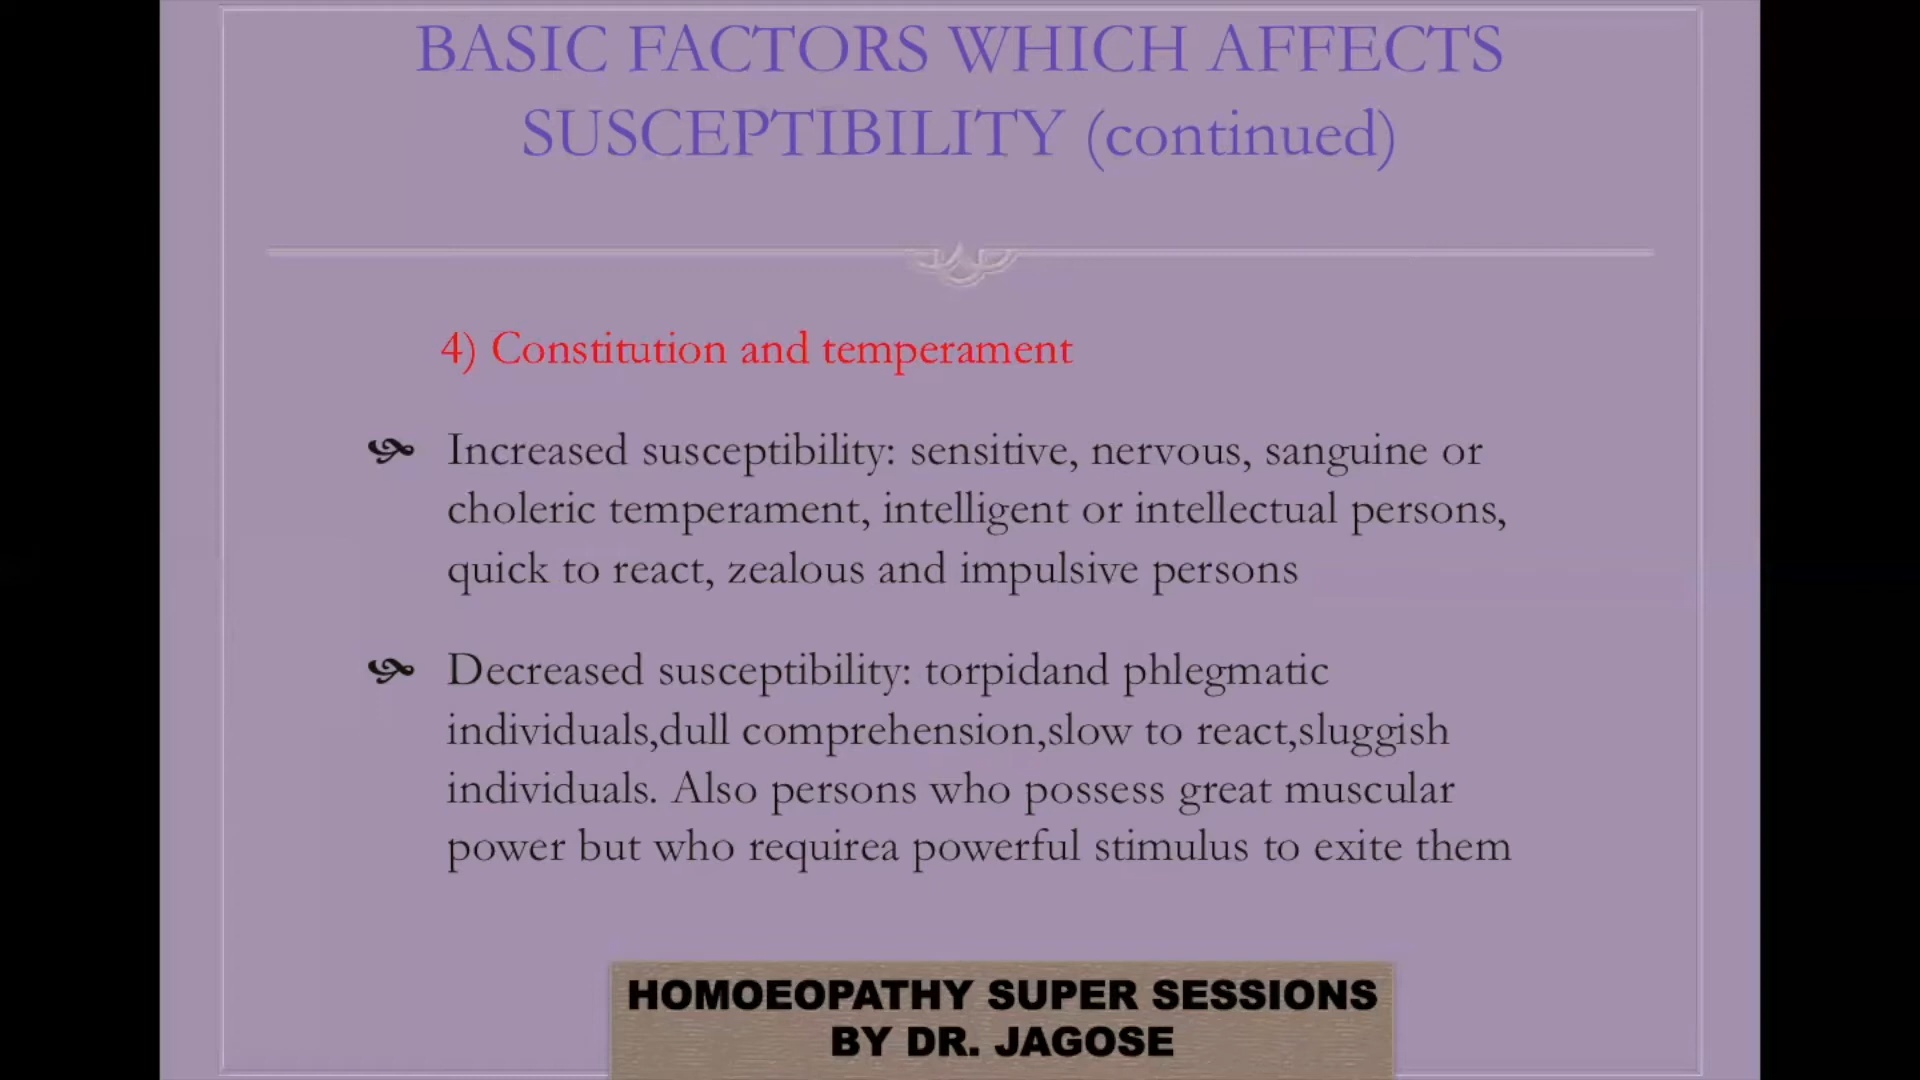 BASIC FACTORS WHICH AFFECTS
SUSCEPTIBILITY (continued)
4) Constitution and temperament
Increased susceptibility: sensitive, nervous, sanguine or
choleric temperament, intelligent or intellectual persons,
quick to react, zealous and impulsive persons
Decreased susceptibility: torpidand phlegmatic
individuals,dull comprehension,slow to react,sluggish
individuals. Also persons who possess great muscular
power but who requirea powerful stimulus to exite them
HOMOEOPATHY SUPER SESSIONS
BY DR. JAGOSE